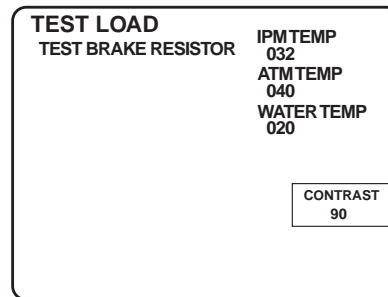 TEST LOAD
TEST BRAKE RESISTOR
IPM TEMP
032
ATM TEMP
040
WATER TEMP
020
CONTRAST
90